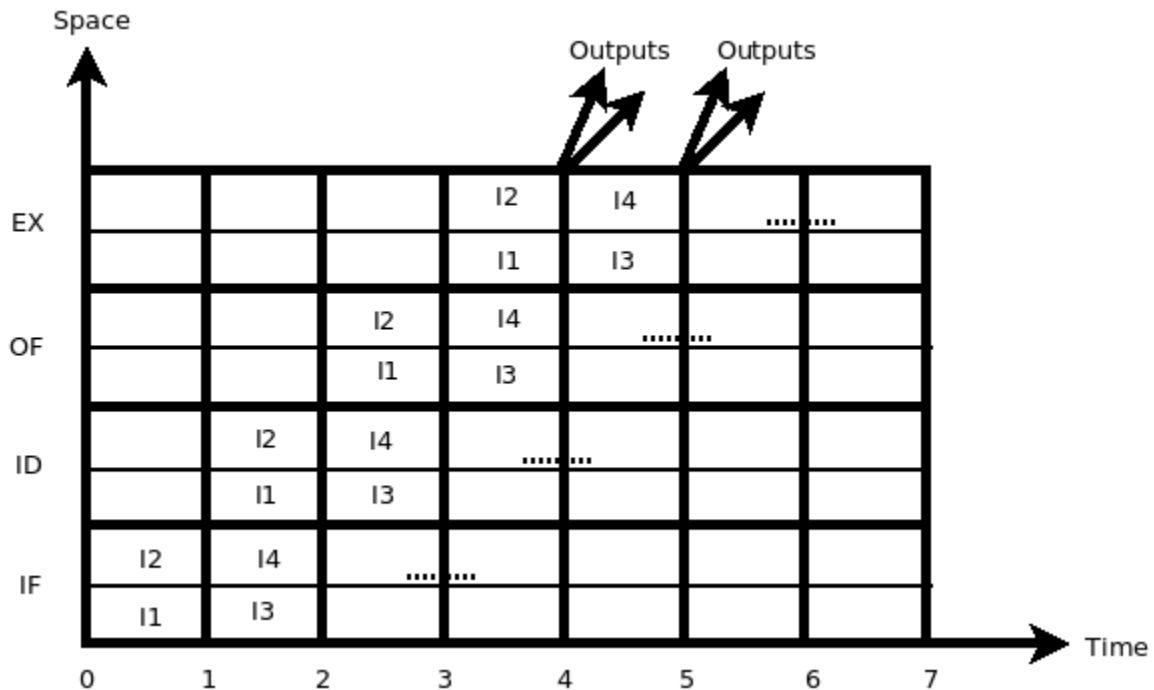 Space
Outputs Outputs
EX
I2 I4
I1 I3
OF
I2 I4
I1 I3
ID
I2 I4
I1 I3
IF
I2 I4
I1 I3
Time
0 1 2 3 4 5 6 7